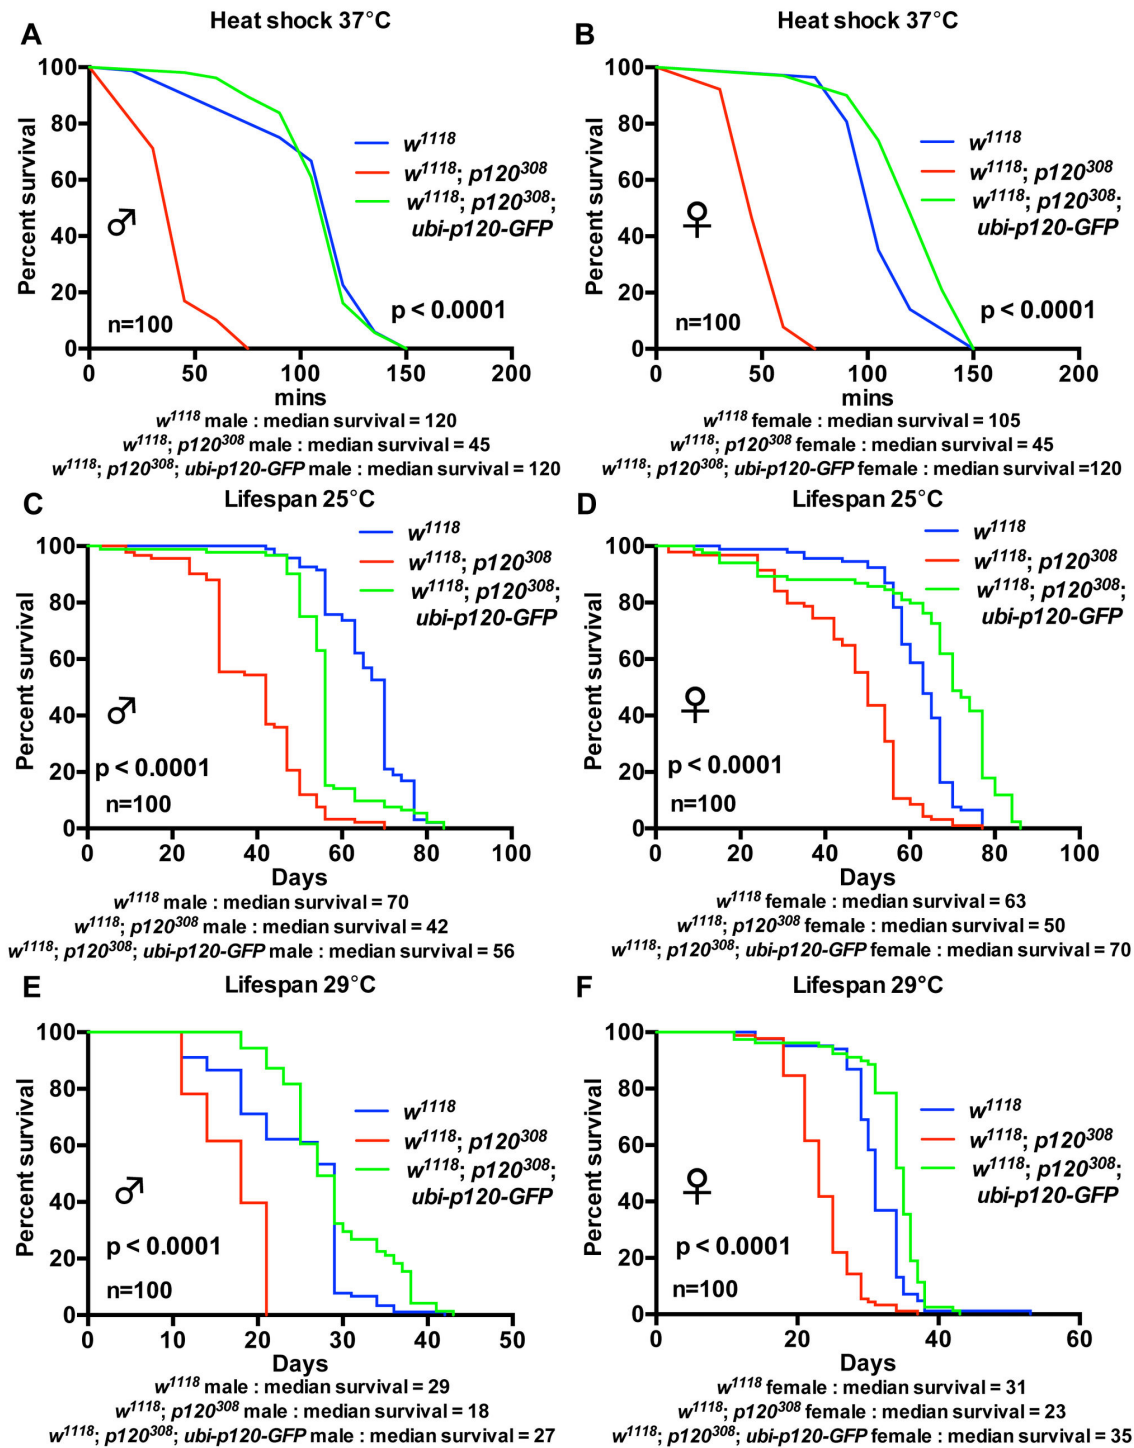 A
Heat shock 37°C
Percent survival
100
80
60
40
20
0
w1118
w1118; p120308
w1118; p120308;
ubi-p120-GFP
♂
n=100
p < 0.0001
0
50
100
150
200
mins
w1118 male : median survival = 120
w1118; p120308 male : median survival = 45
w1118; p120308; ubi-p120-GFP male : median survival = 120
B
Heat shock 37°C
Percent survival
100
80
60
40
20
0
w1118
w1118; p120308
w1118; p120308;
ubi-p120-GFP
♀
n=100
p < 0.0001
0
50
100
150
200
mins
w1118 female : median survival = 105
w1118; p120308 female : median survival = 45
w1118; p120308; ubi-p120-GFP female : median survival =120
C
Lifespan 25°C
Percent survival
100
80
60
40
20
0
w1118
w1118; p120308
w1118; p120308;
ubi-p120-GFP
♂
p < 0.0001
n=100
0
20
40
60
80
100
Days
w1118 male : median survival = 70
w1118; p120308 male : median survival = 42
w1118; p120308; ubi-p120-GFP male : median survival = 56
D
Lifespan 25°C
Percent survival
100
80
60
40
20
0
w1118
w1118; p120308
w1118; p120308;
ubi-p120-GFP
♀
p < 0.0001
n=100
0
20
40
60
80
100
Days
w1118 female : median survival = 63
w1118; p120308 female : median survival = 50
w1118; p120308; ubi-p120-GFP female : median survival = 70
E
Lifespan 29°C
Percent survival
100
80
60
40
20
0
w1118
w1118; p120308
w1118; p120308;
ubi-p120-GFP
♂
p < 0.0001
n=100
0
10
20
30
40
50
Days
w1118 male : median survival = 29
w1118; p120308 male : median survival = 18
w1118; p120308; ubi-p120-GFP male : median survival = 27
F
Lifespan 29°C
Percent survival
100
80
60
40
20
0
w1118
w1118; p120308
w1118; p120308;
ubi-p120-GFP
♀
p < 0.0001
n=100
0
20
40
60
Days
w1118 female : median survival = 31
w1118; p120308 female : median survival = 23
w1118; p120308; ubi-p120-GFP female : median survival = 35